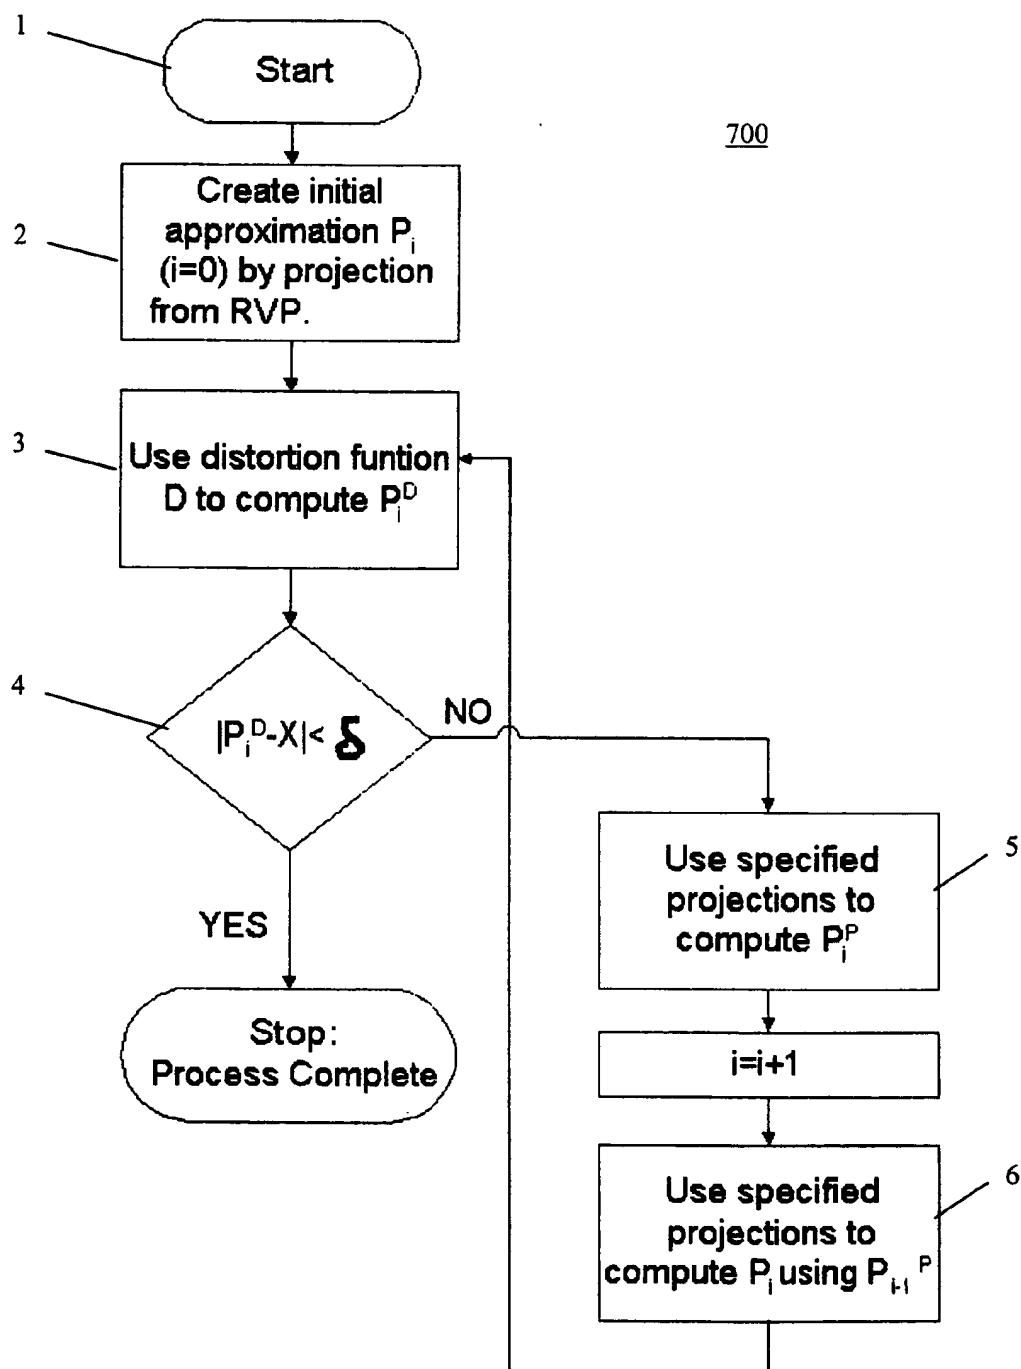 1
Start
700
2
Create initial
approximation P_i
(i=0) by projection
from RVP.
3
Use distortion funtion
D to compute P_i^D
4
|P_i^D-X|< δ
NO
YES
Stop:
Process Complete
5
Use specified
projections to
compute P_i^P
i=i+1
6
Use specified
projections to
compute P_i using P_{i-1}^P